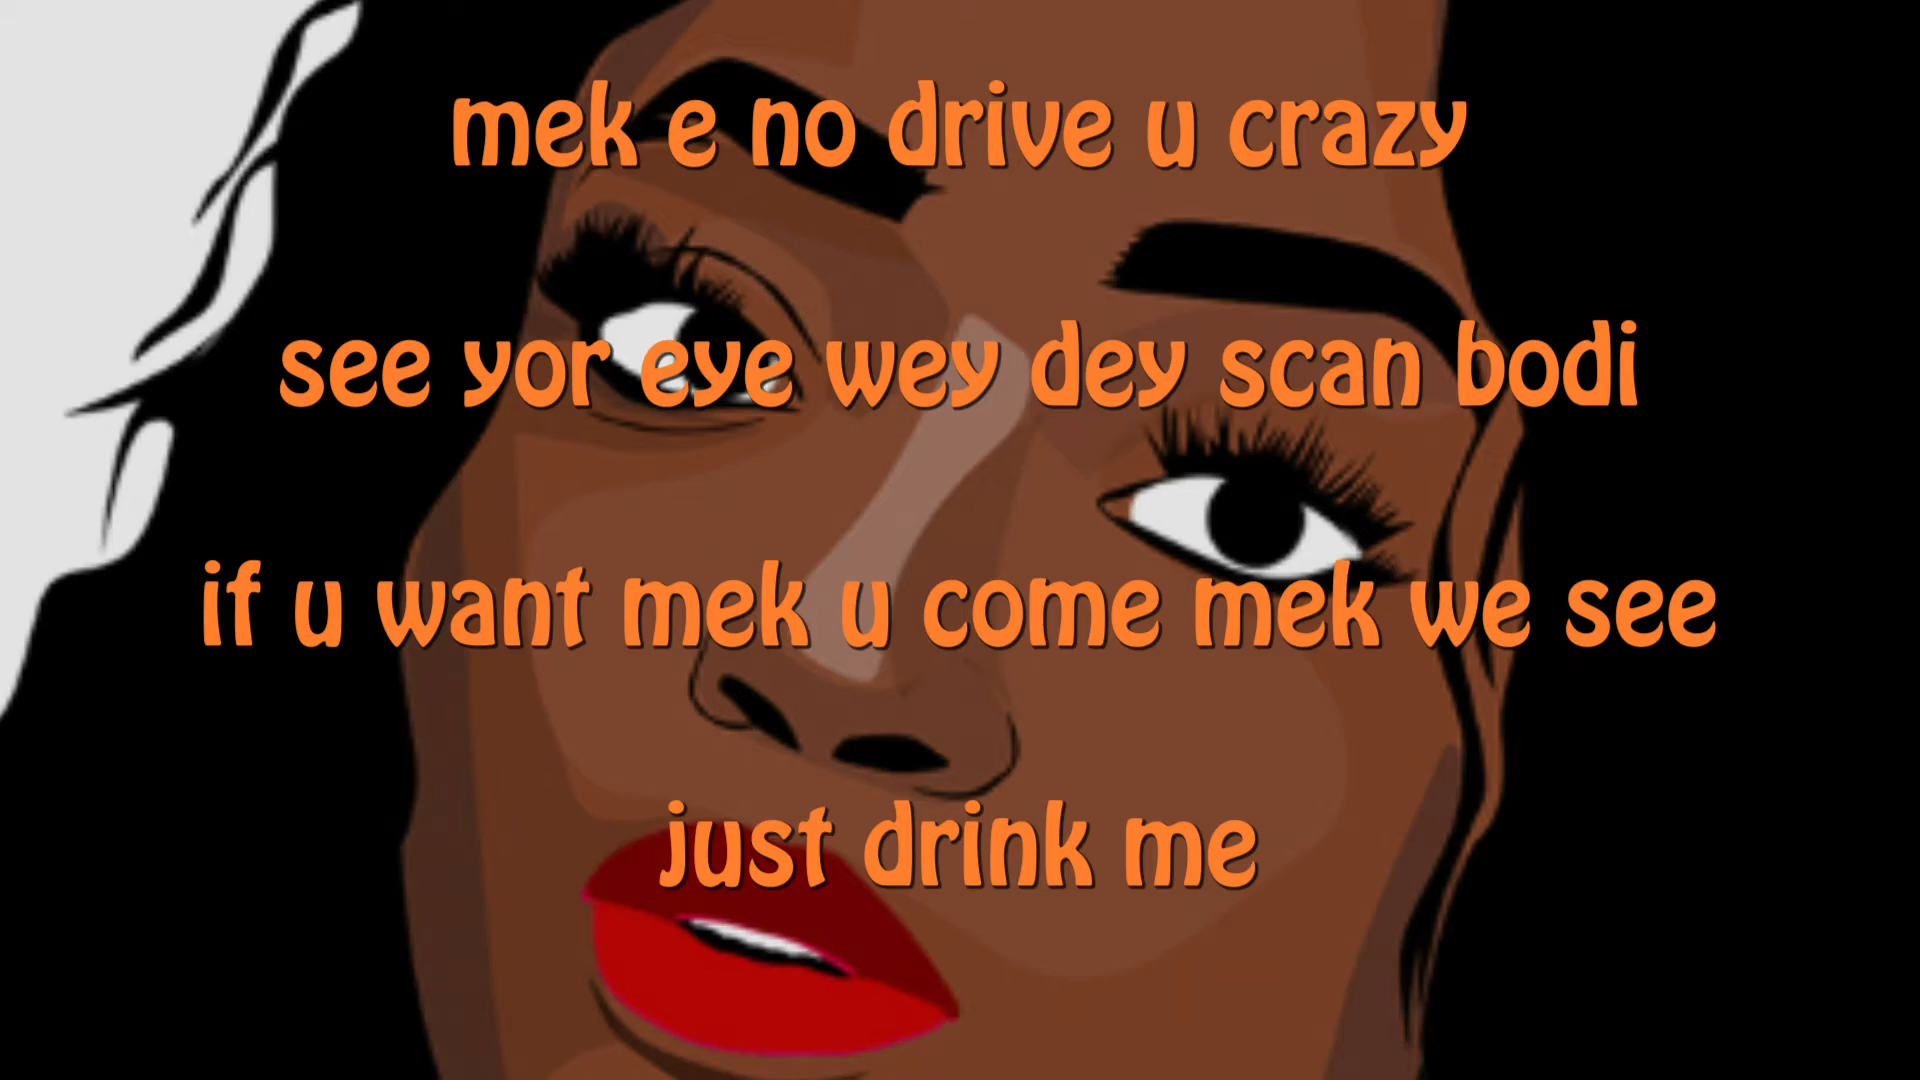 mek e no drive u crazy
see yor eye wey dey scan bodi
if u want mek u come mek we see
just drink me